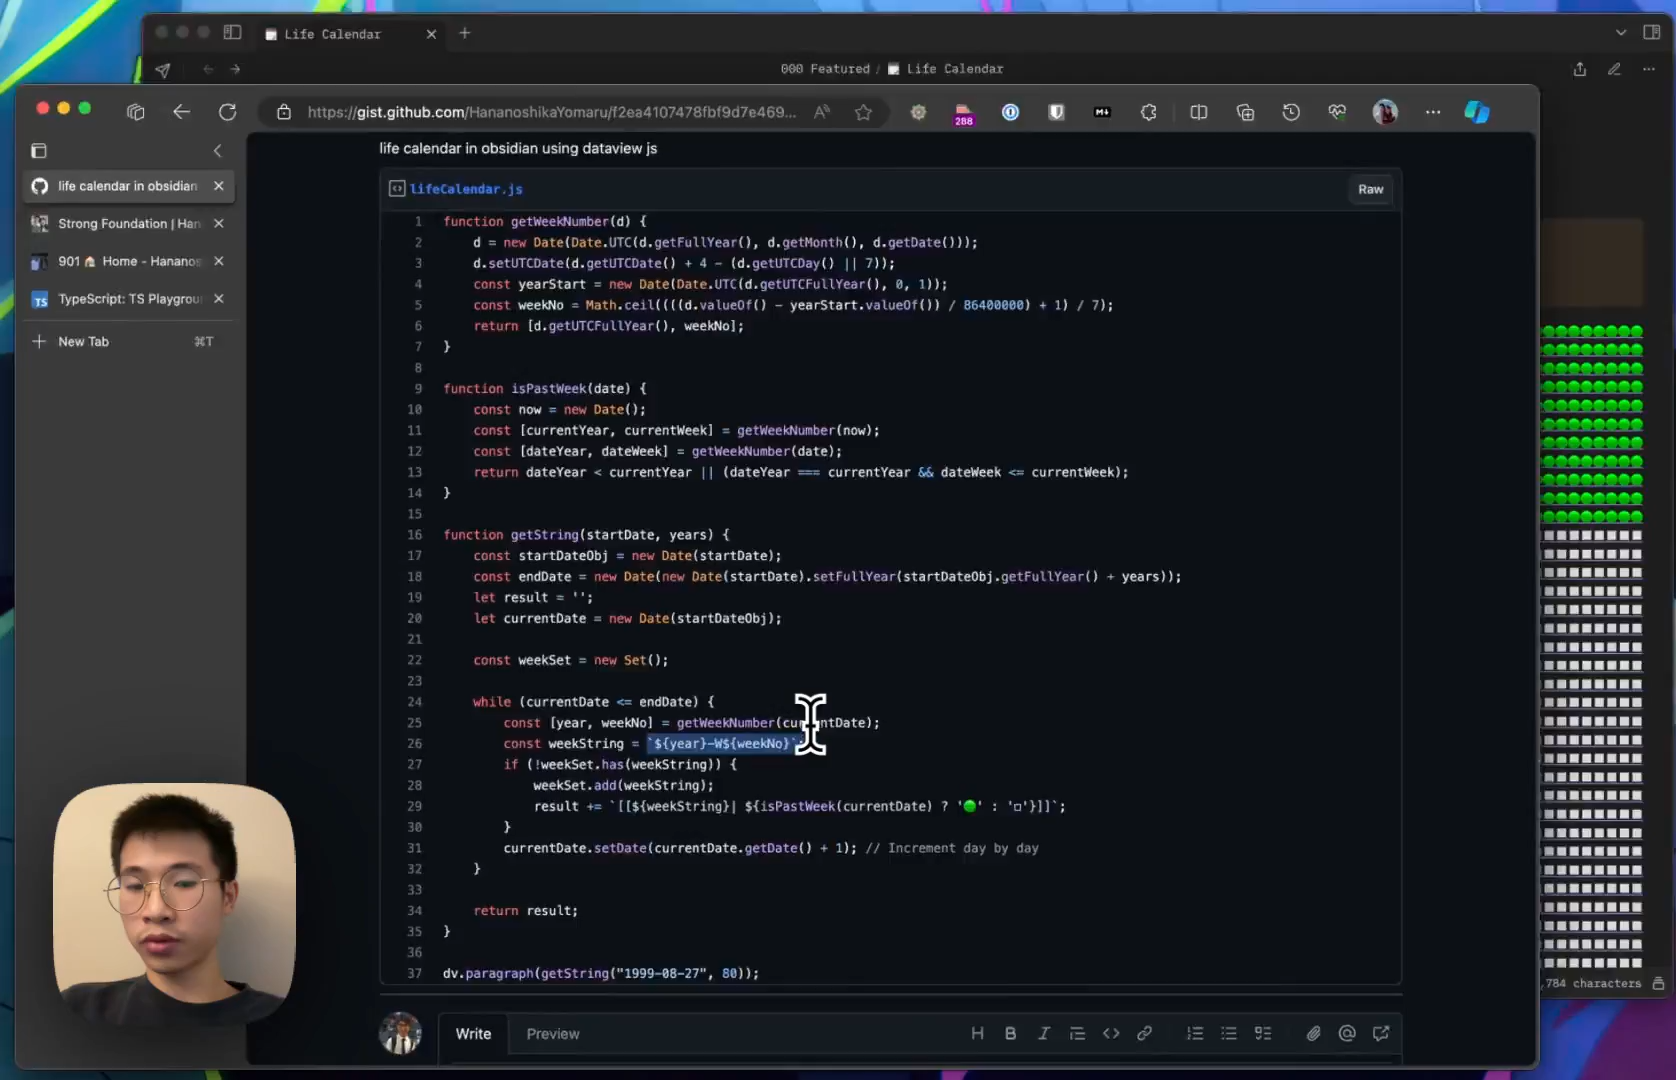 Life Calendar
000 Featured / Life Calendar
https://gist.github.com/HananoshikaYomaru/f2ea4107478fbf9d7e469...
288
life calendar in obsidian
Strong Foundation | Han
901 🏠 Home - Hananos
TS TypeScript: TS Playgrou
New Tab ⌘T
life calendar in obsidian using dataview js
lifeCalendar.js
Raw
1 function getWeekNumber(d) {
2 d = new Date(Date.UTC(d.getFullYear(), d.getMonth(), d.getDate()));
3 d.setUTCDate(d.getUTCDate() + 4 - (d.getUTCDay() || 7));
4 const yearStart = new Date(Date.UTC(d.getUTCFullYear(), 0, 1));
5 const weekNo = Math.ceil((((d.valueOf() - yearStart.valueOf()) / 86400000) + 1) / 7);
6 return [d.getUTCFullYear(), weekNo];
7 }
8
9 function isPastWeek(date) {
10 const now = new Date();
11 const [currentYear, currentWeek] = getWeekNumber(now);
12 const [dateYear, dateWeek] = getWeekNumber(date);
13 return dateYear < currentYear || (dateYear === currentYear && dateWeek <= currentWeek);
14 }
15
16 function getString(startDate, years) {
17 const startDateObj = new Date(startDate);
18 const endDate = new Date(new Date(startDate).setFullYear(startDateObj.getFullYear() + years));
19 let result = '';
20 let currentDate = new Date(startDateObj);
21
22 const weekSet = new Set();
23
24 while (currentDate <= endDate) {
25 const [year, weekNo] = getWeekNumber(currentDate);
26 const weekString = `${year}-W${weekNo}`;
27 if (!weekSet.has(weekString)) {
28 weekSet.add(weekString);
29 result += `[[${weekString}| ${isPastWeek(currentDate) ? '🟢' : '◻'}]]`;
30 }
31 currentDate.setDate(currentDate.getDate() + 1); // Increment day by day
32 }
33
34 return result;
35 }
36
37 dv.paragraph(getString("1999-08-27", 80));
,784 characters
Write Preview